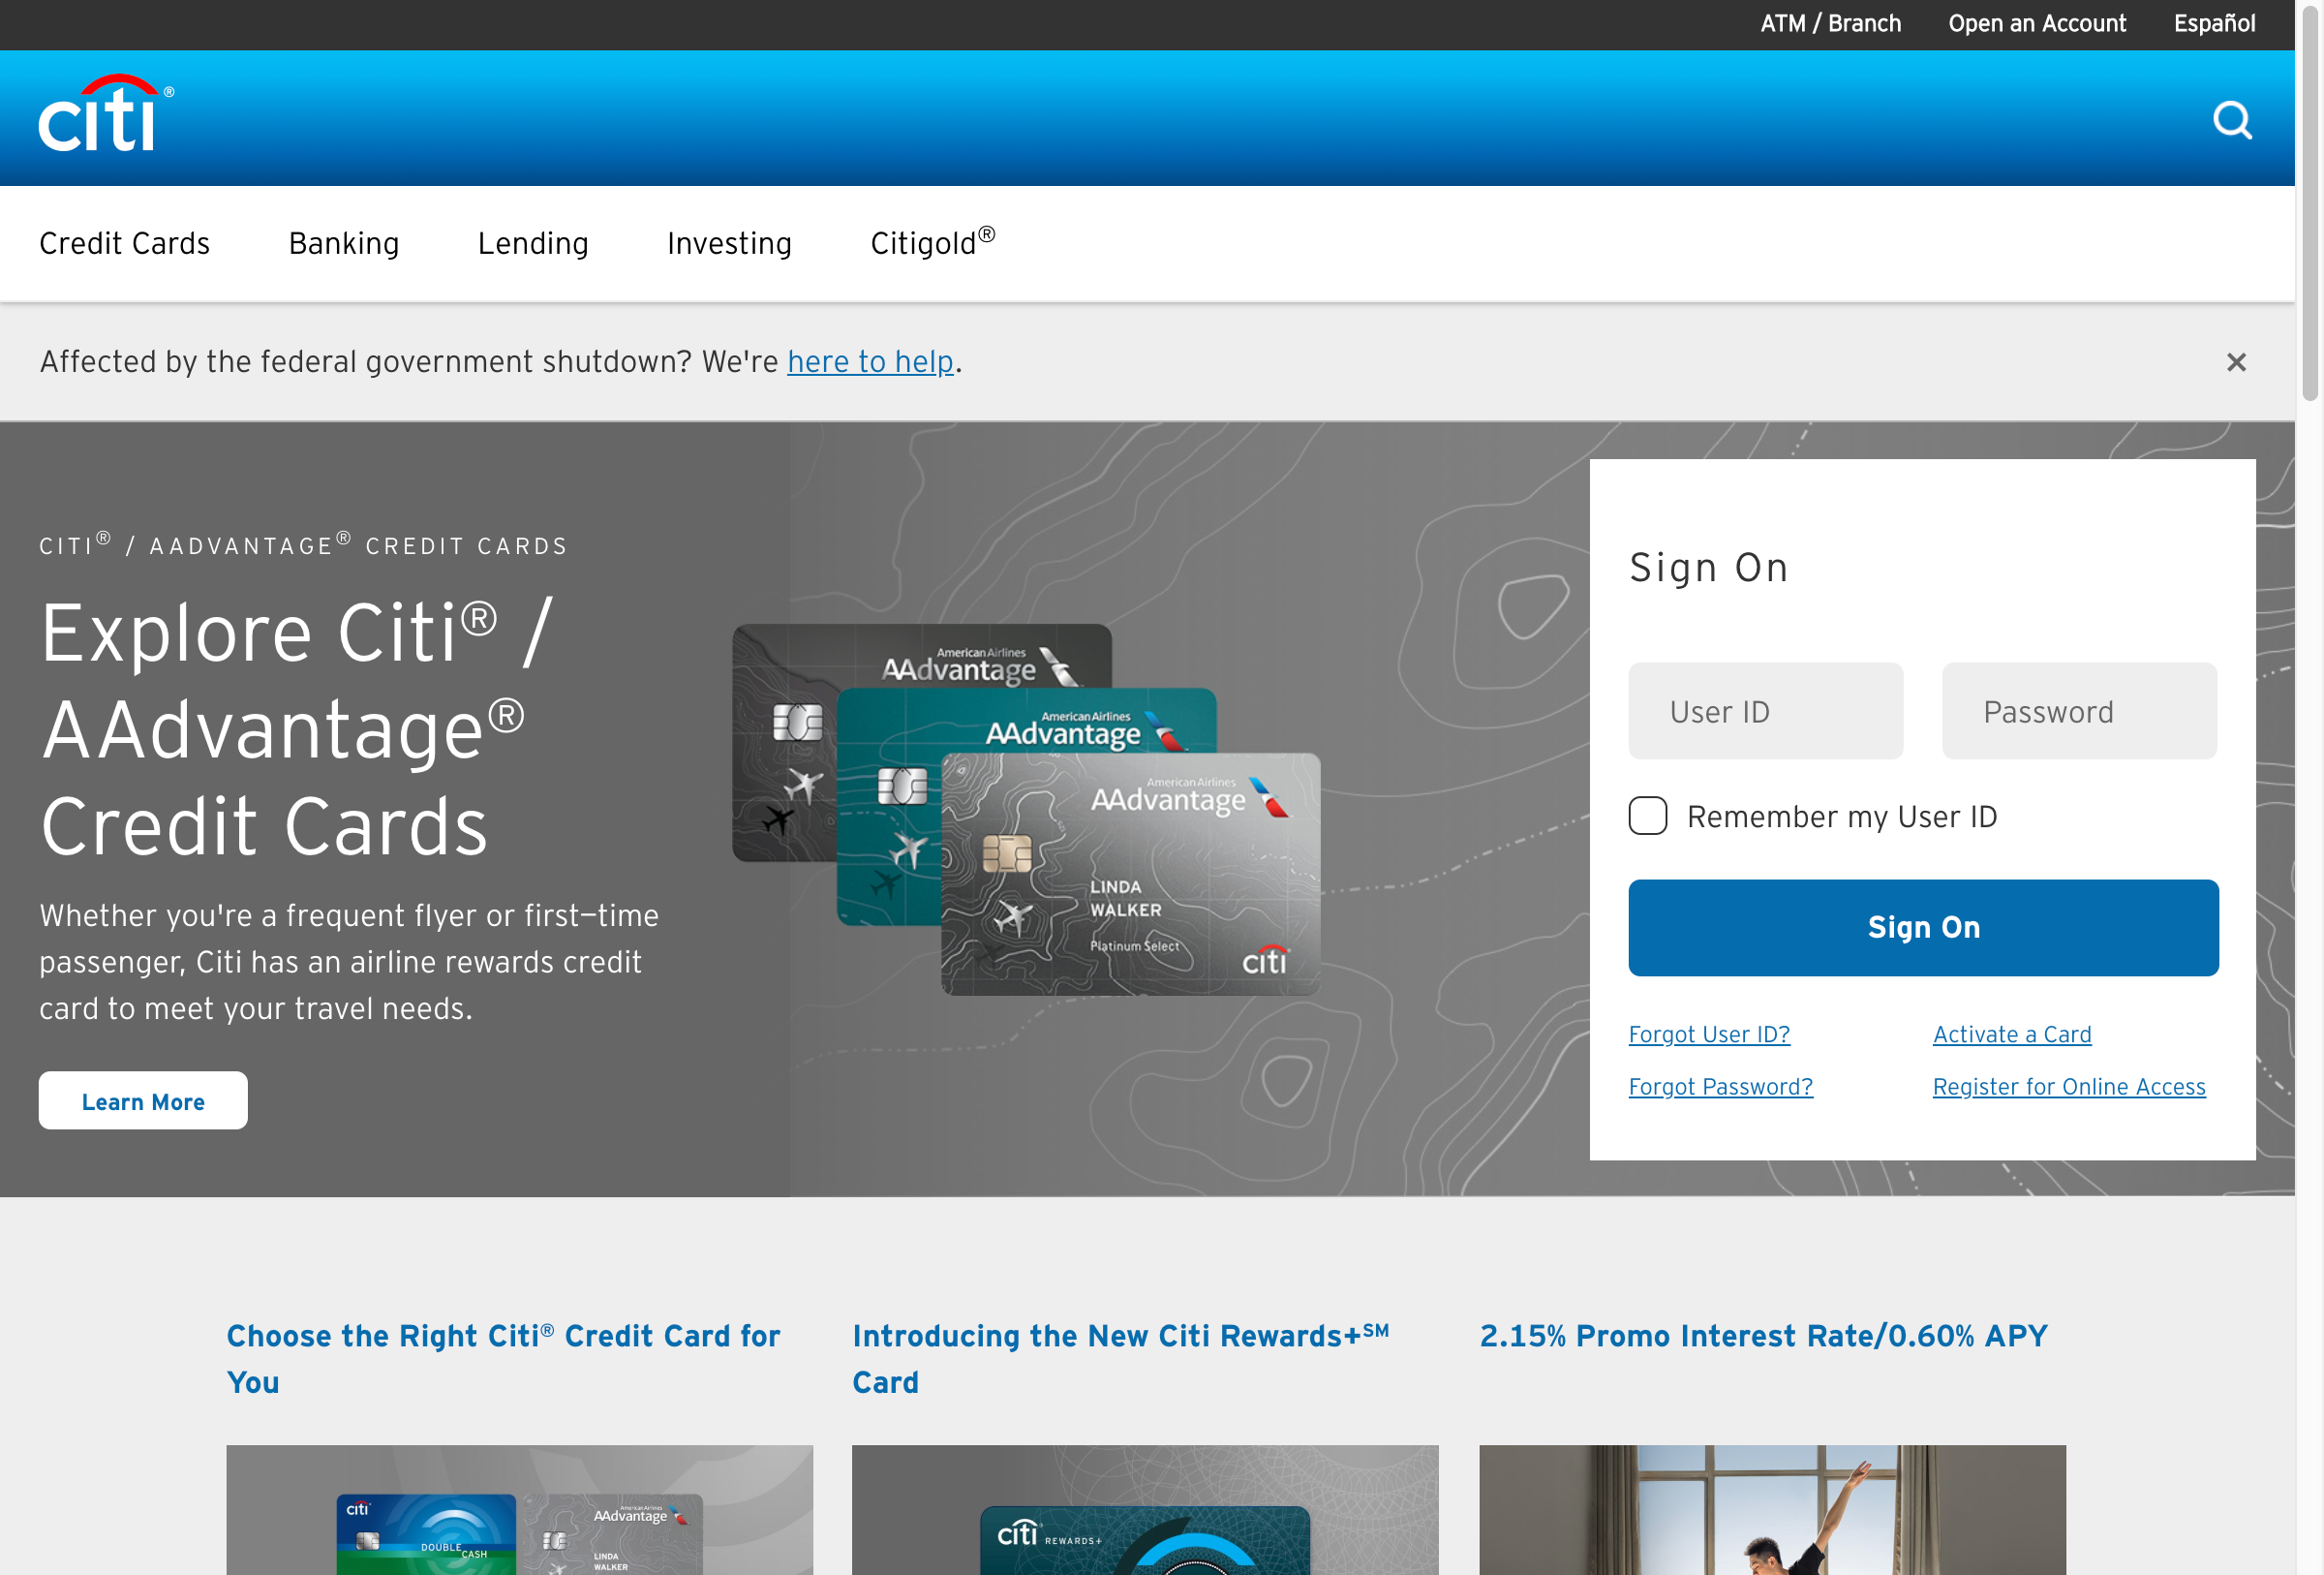 ATM / Branch
Open an Account
Español
citi®
Credit Cards
Banking
Lending
Investing
Citigold®
Affected by the federal government shutdown? We're here to help.
CITI® / AADVANTAGE® CREDIT CARDS
Explore Citi® /
AAdvantage®
Credit Cards
Whether you're a frequent flyer or first–time
passenger, Citi has an airline rewards credit
card to meet your travel needs.
Learn More
American Airlines
AAdvantage
American Airlines
AAdvantage
American Airlines
AAdvantage
LINDA
WALKER
Platinum Select
citi®
Sign On
User ID
Password
Remember my User ID
Sign On
Forgot User ID?
Activate a Card
Forgot Password?
Register for Online Access
Choose the Right Citi® Credit Card for
You
Introducing the New Citi Rewards+SM
Card
2.15% Promo Interest Rate/0.60% APY
citi®
DOUBLE
CASH
American Airlines
AAdvantage
LINDA
WALKER
citi®
REWARDS+